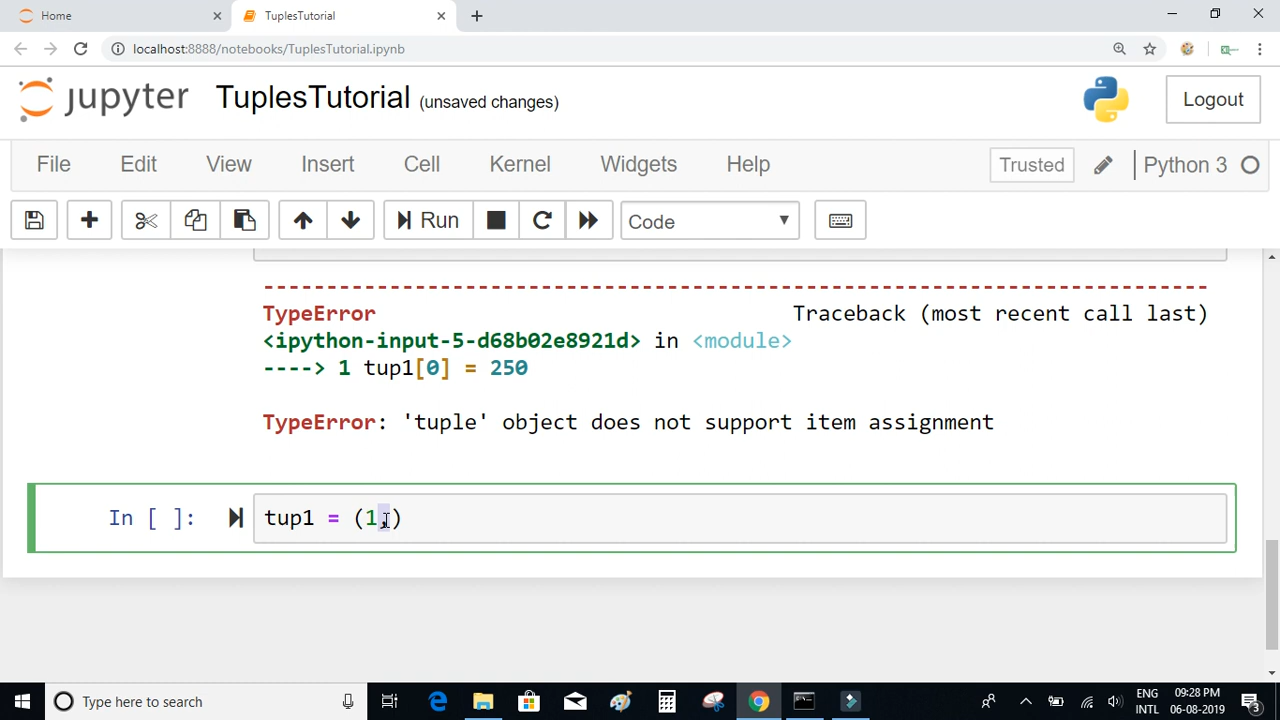 Home
TuplesTutorial
localhost:8888/notebooks/TuplesTutorial.ipynb
jupyter TuplesTutorial (unsaved changes)
Logout
File Edit View Insert Cell Kernel Widgets Help
Trusted
Python 3
Run
Code
---------------------------------------------------------------------------
TypeError Traceback (most recent call last)
<ipython-input-5-d68b02e8921d> in <module>
----> 1 tup1[0] = 250
TypeError: 'tuple' object does not support item assignment
In [ ]: tup1 = (1,)
Type here to search
ENG
INTL
09:28 PM
06-08-2019
3